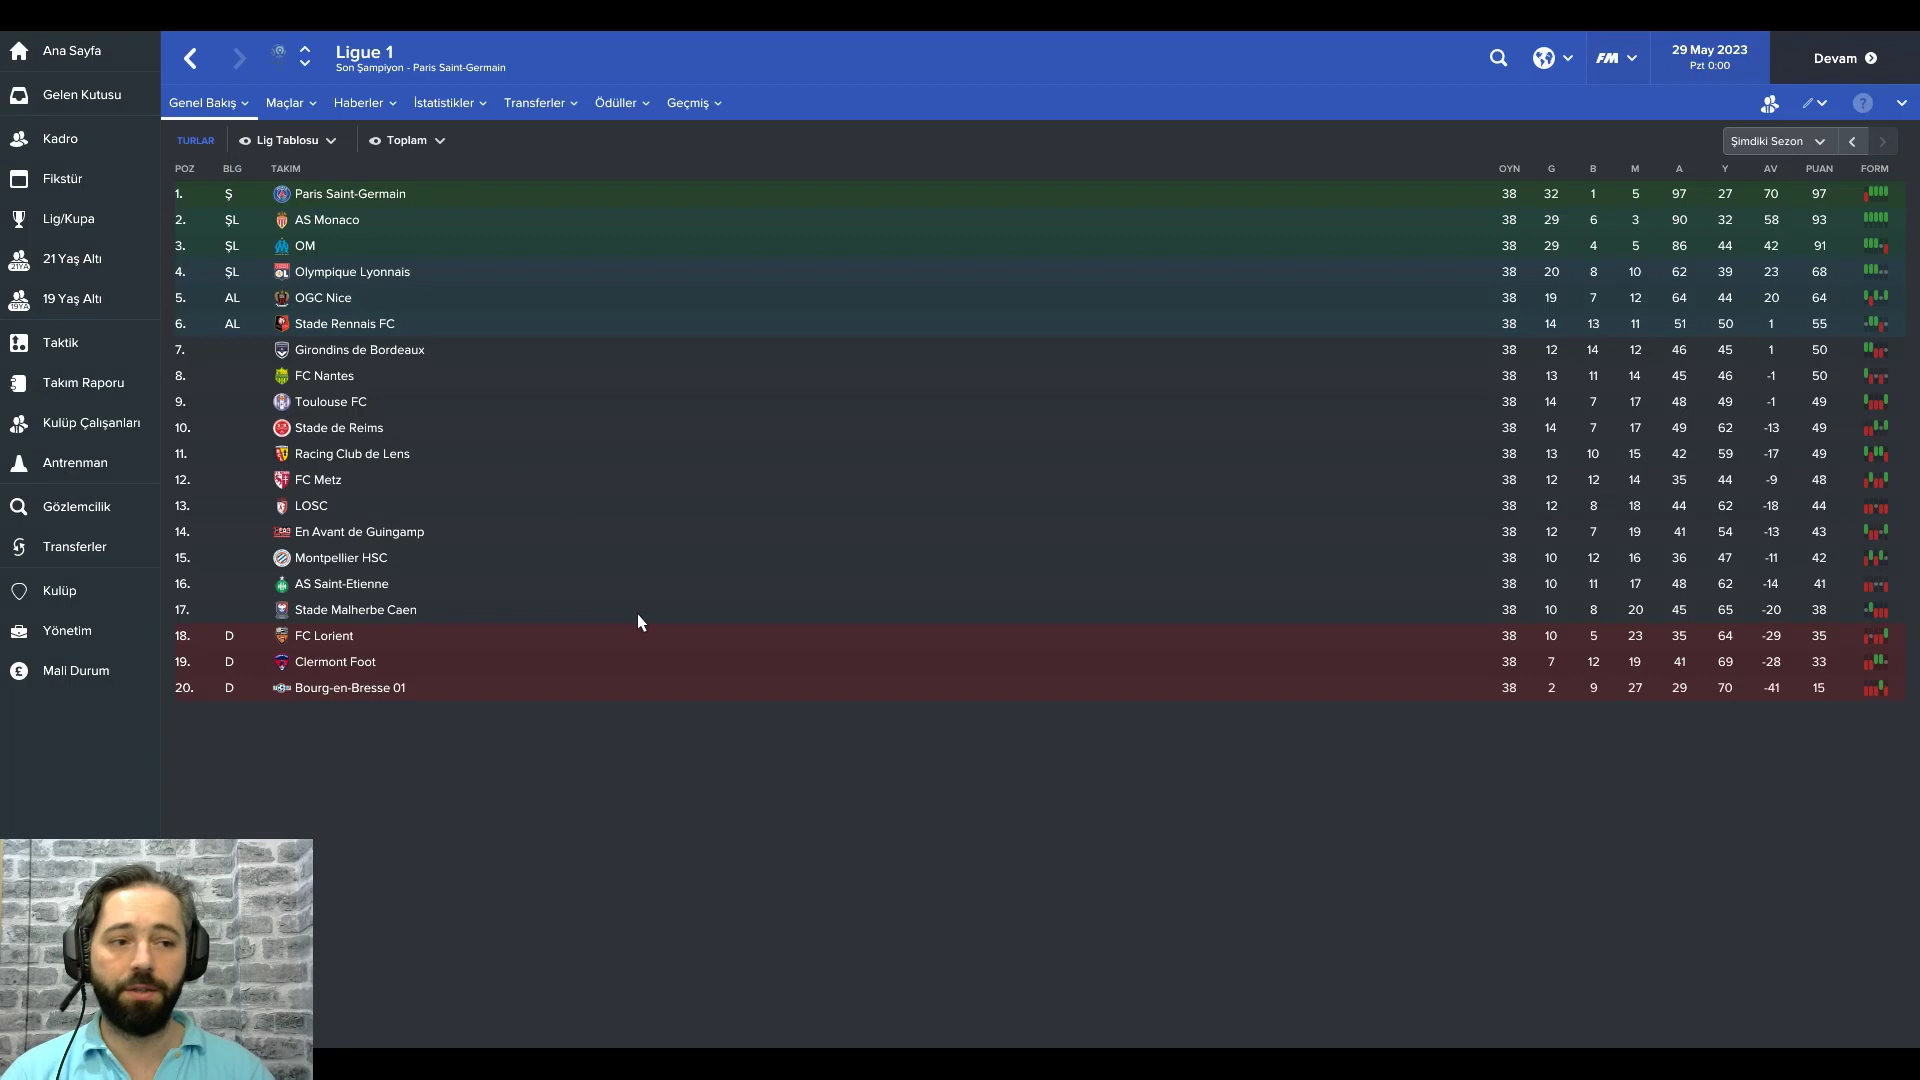 Ana Sayfa
Gelen Kutusu
Kadro
Fikstür
Lig/Kupa
21YA
21 Yaş Altı
19YA
19 Yaş Altı
Taktik
Takım Raporu
Kulüp Çalışanları
Antrenman
Gözlemcilik
Transferler
Kulüp
Yönetim
£ Mali Durum
Ligue 1
Son Şampiyon - Paris Saint-Germain
FM
29 May 2023
Pzt 0:00
Devam
Genel Bakış Maçlar Haberler İstatistikler Transferler Ödüller Geçmiş ?
TURLAR Lig Tablosu Toplam Şimdiki Sezon
POZ BLG TAKIM OYN G B M A Y AV PUAN FORM
1. Ş Paris Saint-Germain 38 32 1 5 97 27 70 97
2. ŞL AS Monaco 38 29 6 3 90 32 58 93
3. ŞL OM 38 29 4 5 86 44 42 91
4. ŞL Olympique Lyonnais 38 20 8 10 62 39 23 68
5. AL OGC Nice 38 19 7 12 64 44 20 64
6. AL Stade Rennais FC 38 14 13 11 51 50 1 55
7. Girondins de Bordeaux 38 12 14 12 46 45 1 50
8. FC Nantes 38 13 11 14 45 46 -1 50
9. Toulouse FC 38 14 7 17 48 49 -1 49
10. Stade de Reims 38 14 7 17 49 62 -13 49
11. Racing Club de Lens 38 13 10 15 42 59 -17 49
12. FC Metz 38 12 12 14 35 44 -9 48
13. LOSC 38 12 8 18 44 62 -18 44
14. En Avant de Guingamp 38 12 7 19 41 54 -13 43
15. Montpellier HSC 38 10 12 16 36 47 -11 42
16. AS Saint-Etienne 38 10 11 17 48 62 -14 41
17. Stade Malherbe Caen 38 10 8 20 45 65 -20 38
18. D FC Lorient 38 10 5 23 35 64 -29 35
19. D Clermont Foot 38 7 12 19 41 69 -28 33
20. D Bourg-en-Bresse 01 38 2 9 27 29 70 -41 15